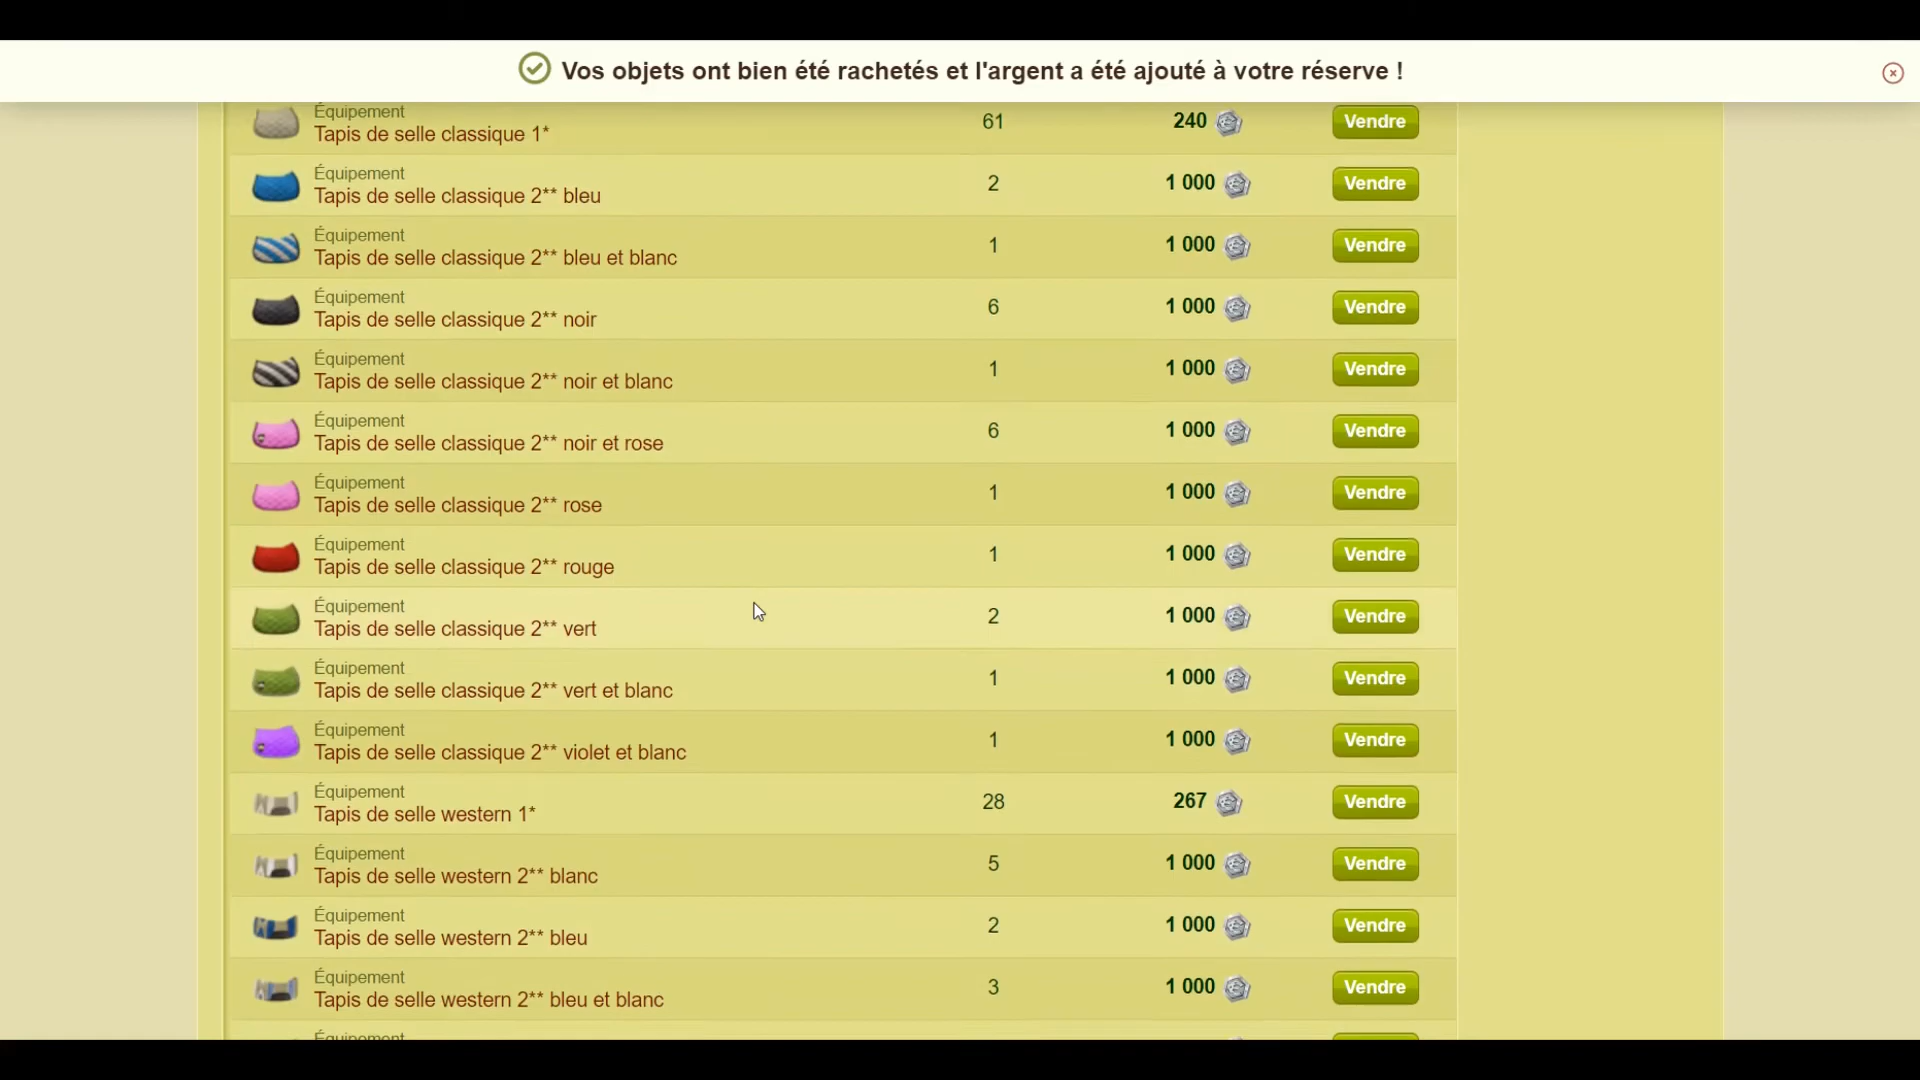 Vos objets ont bien été rachetés et l'argent a été ajouté à votre réserve !
Équipement
Tapis de selle classique 1* 61 240 Vendre
Équipement
Tapis de selle classique 2** bleu 2 1 000 Vendre
Équipement
Tapis de selle classique 2** bleu et blanc 1 1 000 Vendre
Équipement
Tapis de selle classique 2** noir 6 1 000 Vendre
Équipement
Tapis de selle classique 2** noir et blanc 1 1 000 Vendre
Équipement
Tapis de selle classique 2** noir et rose 6 1 000 Vendre
Équipement
Tapis de selle classique 2** rose 1 1 000 Vendre
Équipement
Tapis de selle classique 2** rouge 1 1 000 Vendre
Équipement
Tapis de selle classique 2** vert 2 1 000 Vendre
Équipement
Tapis de selle classique 2** vert et blanc 1 1 000 Vendre
Équipement
Tapis de selle classique 2** violet et blanc 1 1 000 Vendre
Équipement
Tapis de selle western 1* 28 267 Vendre
Équipement
Tapis de selle western 2** blanc 5 1 000 Vendre
Équipement
Tapis de selle western 2** bleu 2 1 000 Vendre
Équipement
Tapis de selle western 2** bleu et blanc 3 1 000 Vendre
Équipement